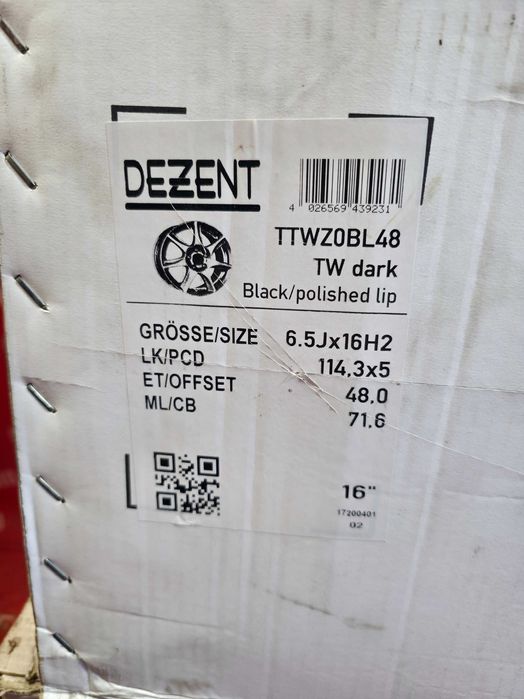 DEZENT
4 026569 439231
TTWZ0BL48
TW dark
Black/polished lip
GRÖSSE/SIZE 6.5Jx16H2
LK/PCD 114,3x5
ET/OFFSET 48,0
ML/CB 71,6
16"
17200401
02